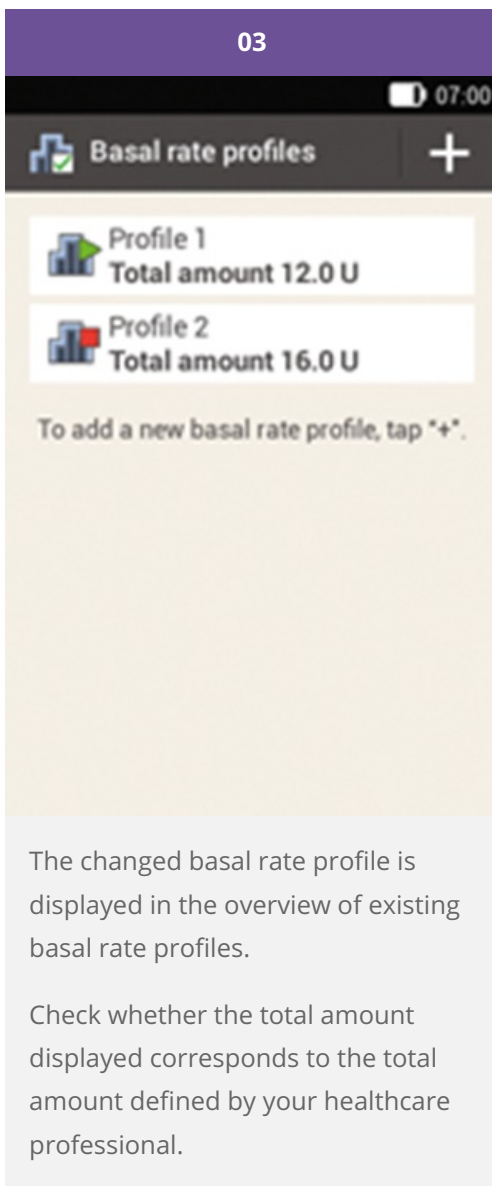 03
07:00
Basal rate profiles
Profile 1
Total amount 12.0 U
Profile 2
Total amount 16.0 U
To add a new basal rate profile, tap "+".
The changed basal rate profile is
displayed in the overview of existing
basal rate profiles.
Check whether the total amount
displayed corresponds to the total
amount defined by your healthcare
professional.